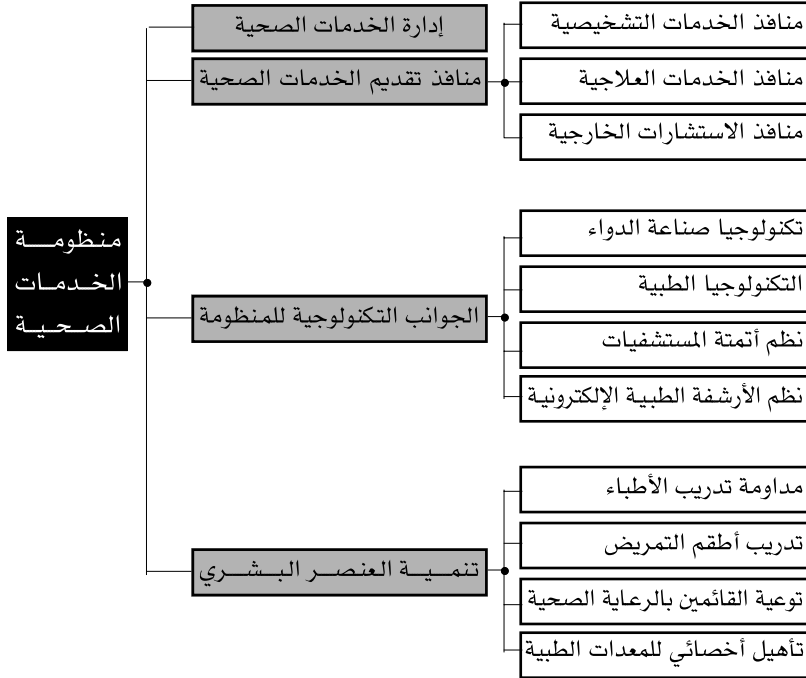 منظومة
الخدمات
الصحية
إدارة الخدمات الصحية
منافذ تقديم الخدمات الصحية
منافذ الخدمات التشخيصية
منافذ الخدمات العلاجية
منافذ الاستشارات الخارجية
الجوانب التكنولوجية للمنظومة
تكنولوجيا صناعة الدواء
التكنولوجيا الطبية
نظم أتمتة المستشفيات
نظم الأرشفة الطبية الإلكترونية
تنمية العنصر البشري
مداومة تدريب الأطباء
تدريب أطقم التمريض
توعية القائمين بالرعاية الصحية
تأهيل أخصائي للمعدات الطبية